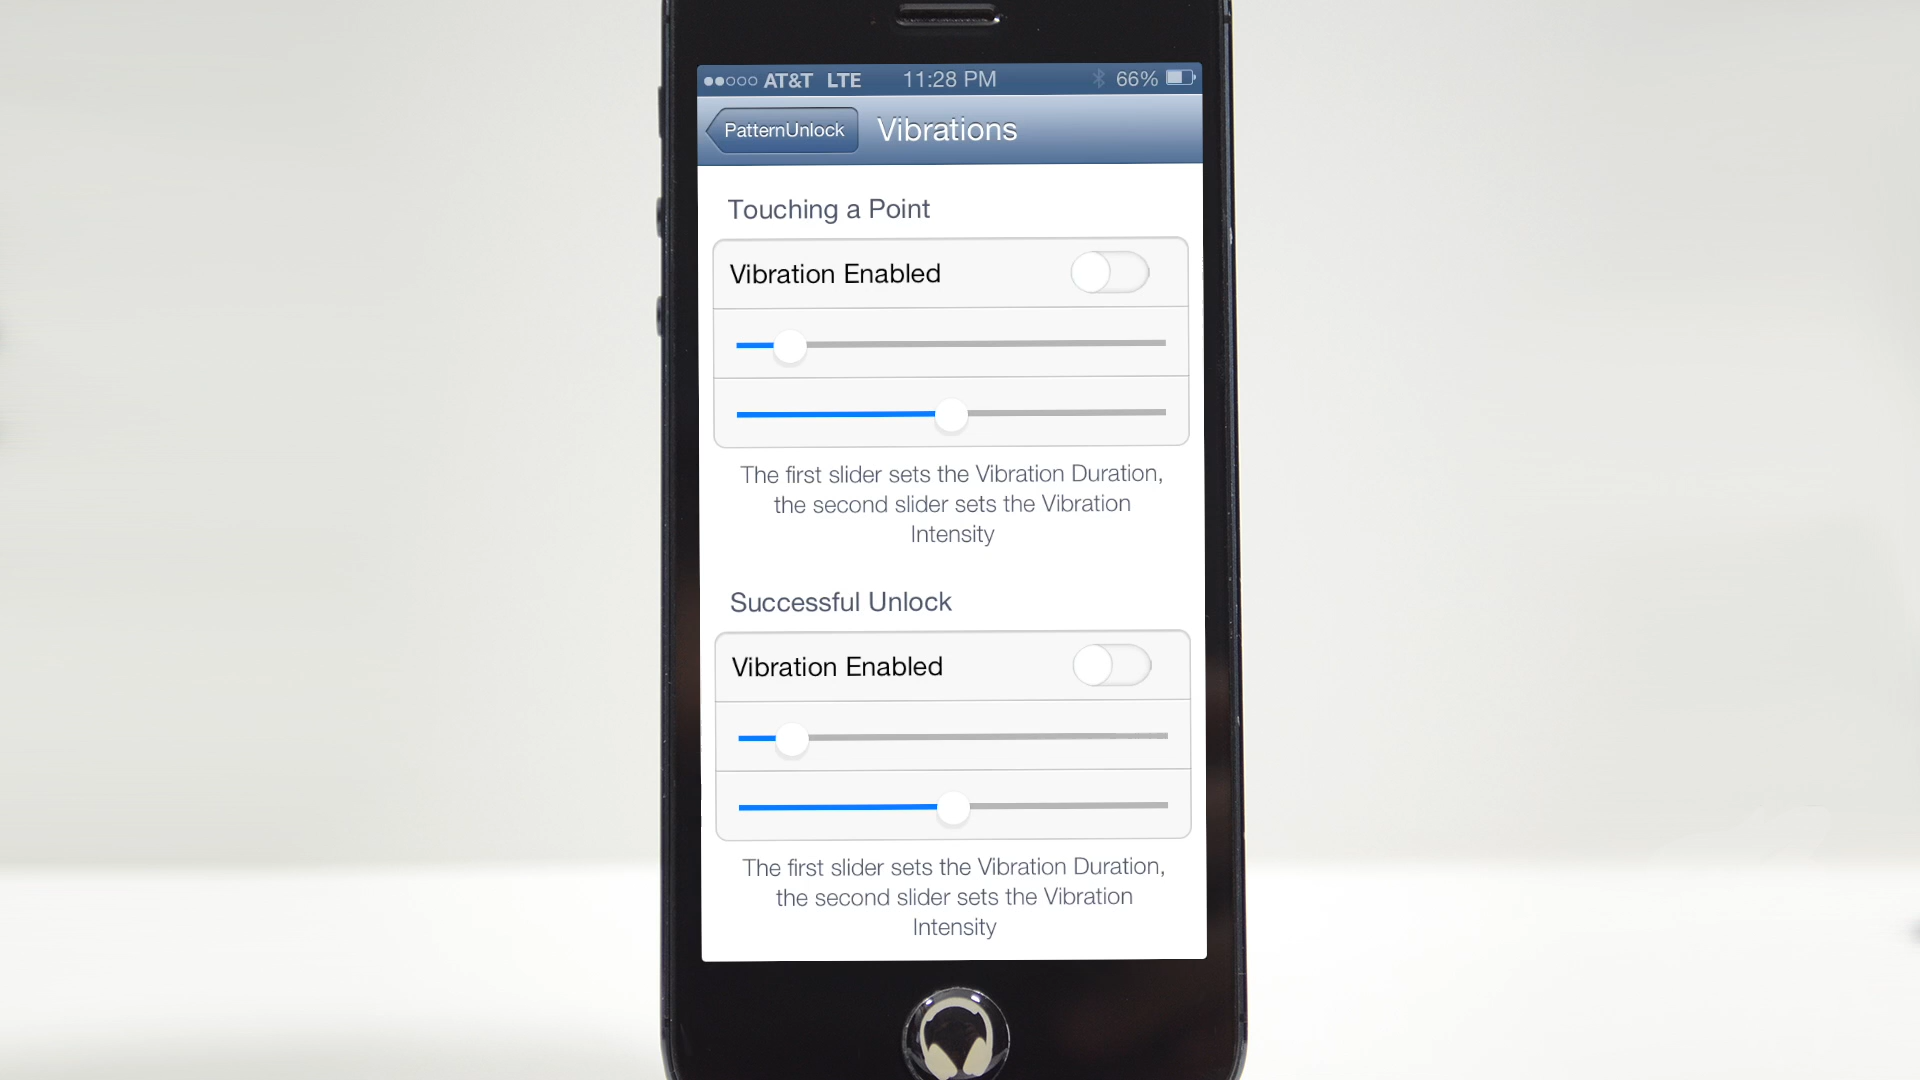 AT&T LTE 11:28 PM 66%
PatternUnlock Vibrations
Touching a Point
Vibration Enabled
The first slider sets the Vibration Duration,
the second slider sets the Vibration
Intensity
Successful Unlock
Vibration Enabled
The first slider sets the Vibration Duration,
the second slider sets the Vibration
Intensity